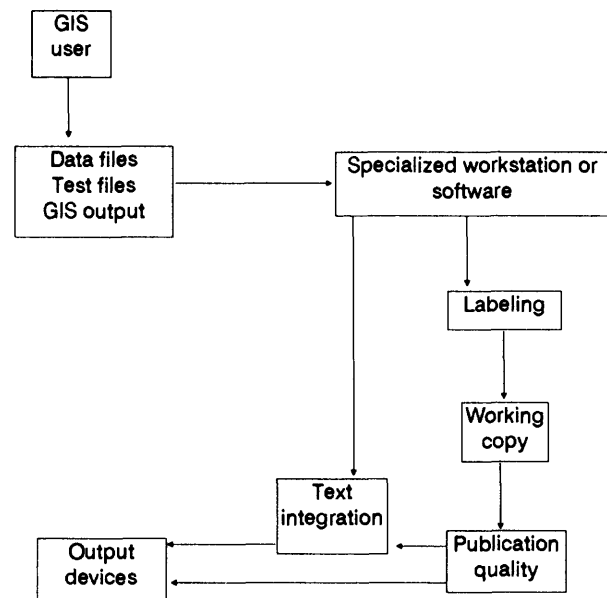 GIS
user
Data files
Test files
GIS output
Specialized workstation or
software
Labeling
Working
copy
Text
integration
Publication
quality
Output
devices